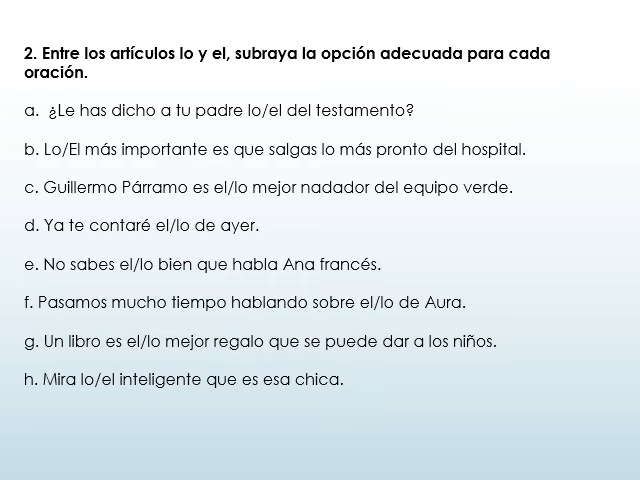 2. Entre los artículos lo y el, subraya la opción adecuada para cada
oración.
a. ¿Le has dicho a tu padre lo/el del testamento?
b. Lo/El más importante es que salgas lo más pronto del hospital.
c. Guillermo Párramo es el/lo mejor nadador del equipo verde.
d. Ya te contaré el/lo de ayer.
e. No sabes el/lo bien que habla Ana francés.
f. Pasamos mucho tiempo hablando sobre el/lo de Aura.
g. Un libro es el/lo mejor regalo que se puede dar a los niños.
h. Mira lo/el inteligente que es esa chica.